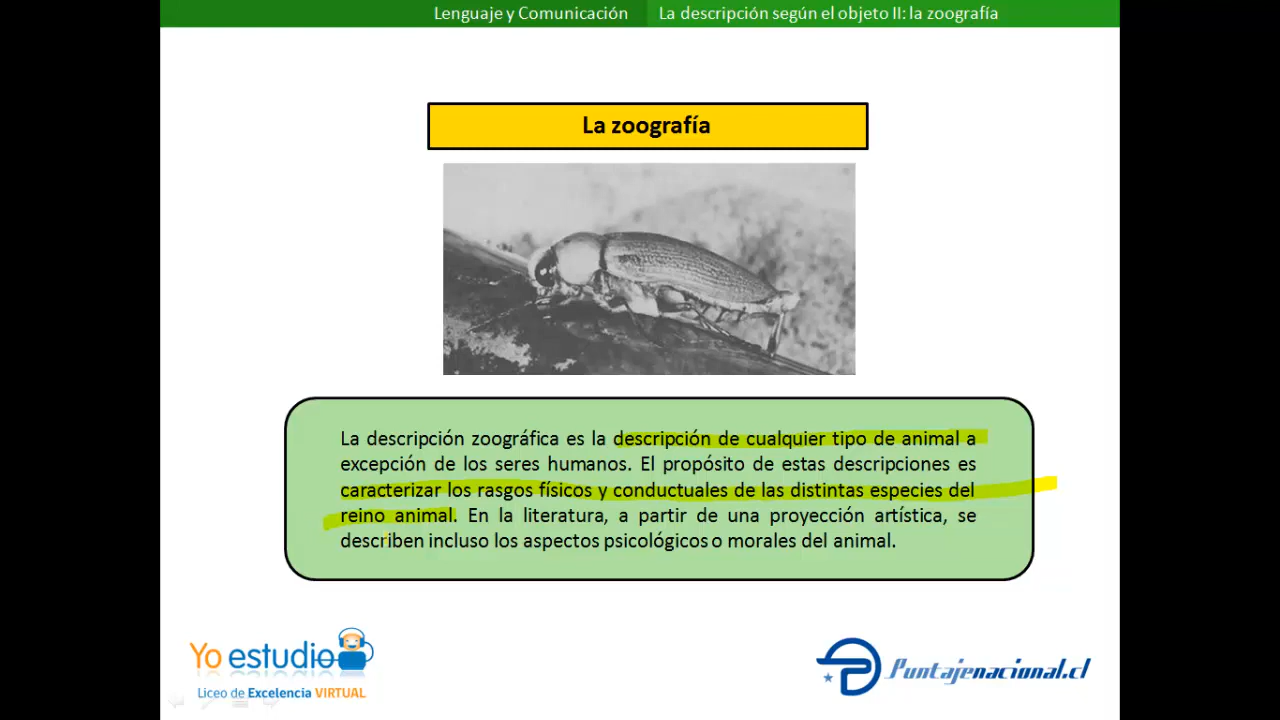 Lenguaje y Comunicación La descripción según el objeto II: la zoografía
La zoografía
La descripción zoográfica es la descripción de cualquier tipo de animal a
excepción de los seres humanos. El propósito de estas descripciones es
caracterizar los rasgos físicos y conductuales de las distintas especies del
reino animal. En la literatura, a partir de una proyección artística, se
describen incluso los aspectos psicológicos o morales del animal.
Yo estudio
Liceo de Excelencia VIRTUAL
Puntajenacional.cl